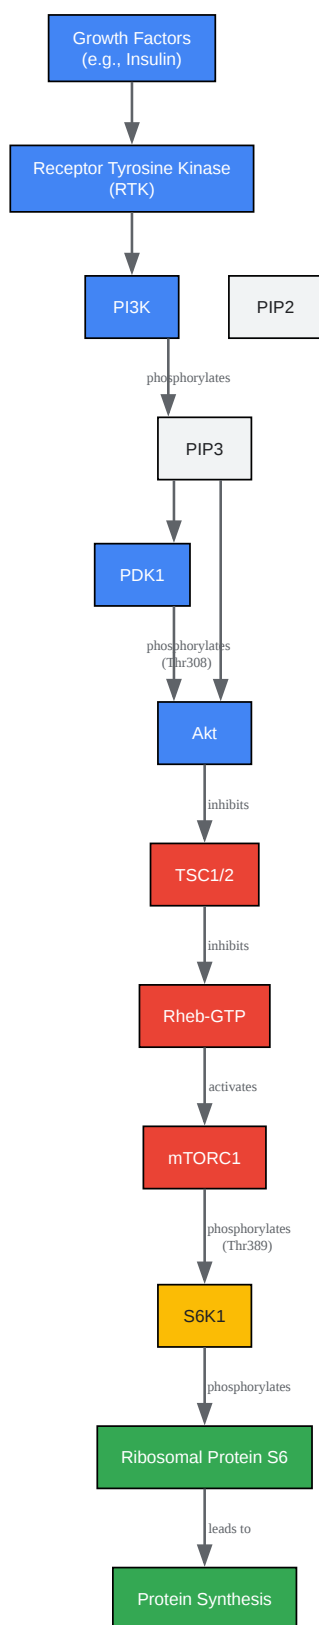 Growth Factors
(e.g., Insulin)
Receptor Tyrosine Kinase
(RTK)
PI3K
PIP2
phosphorylates
PIP3
PDK1
phosphorylates
(Thr308)
Akt
inhibits
TSC1/2
inhibits
Rheb-GTP
activates
mTORC1
phosphorylates
(Thr389)
S6K1
phosphorylates
Ribosomal Protein S6
leads to
Protein Synthesis